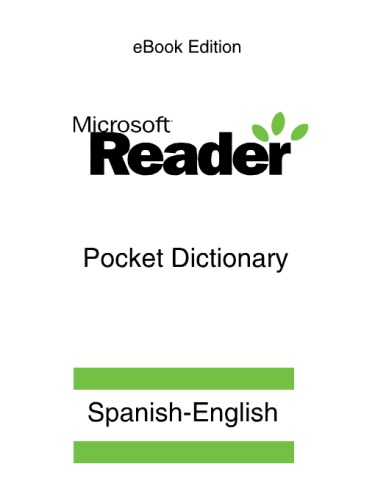 eBook Edition
Microsoft
Reader
Pocket Dictionary
Spanish-English